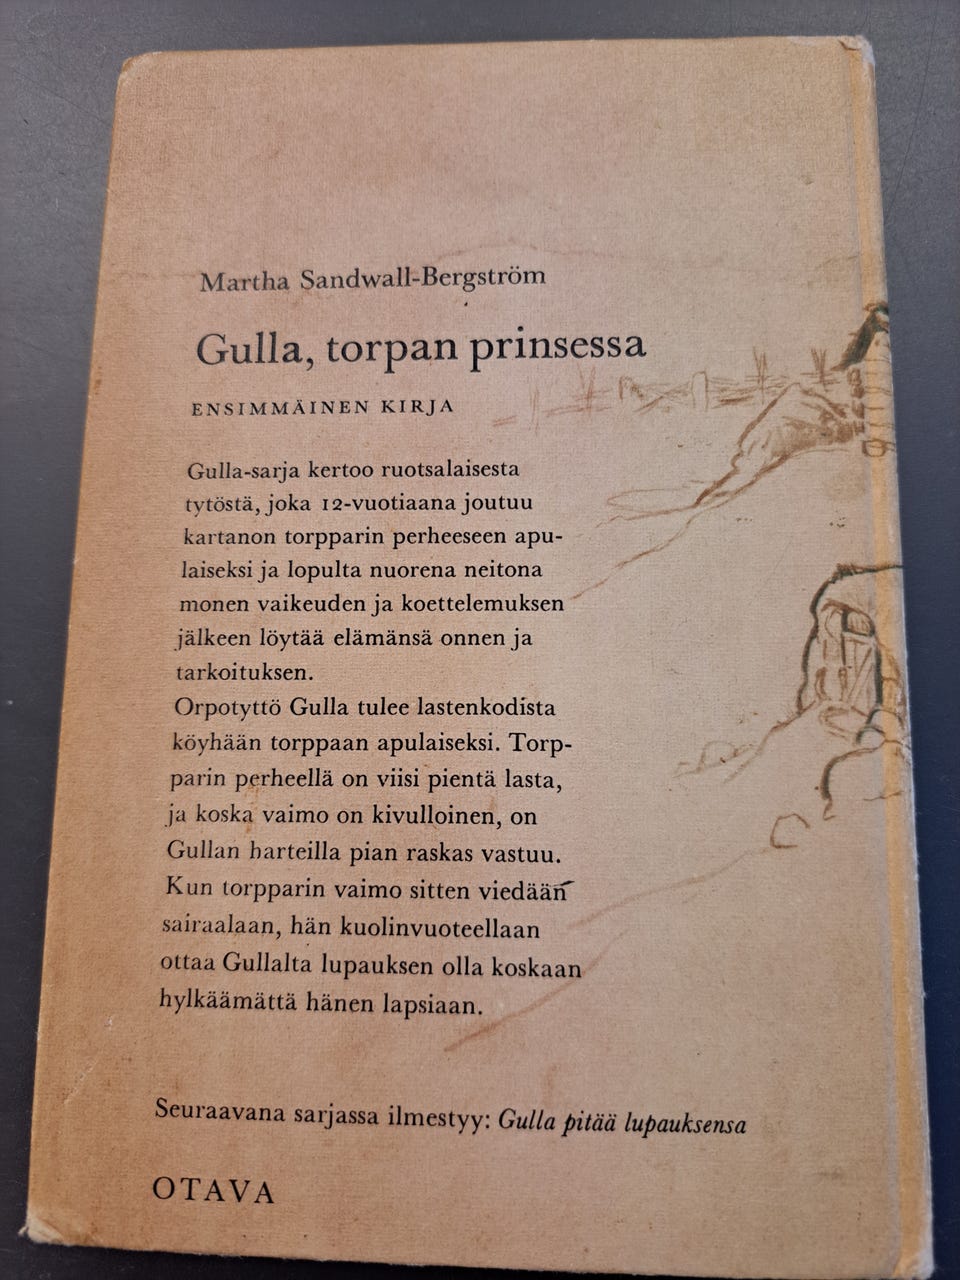 Martha Sandwall-Bergström
Gulla, torpan prinsessa
ENSIMMÄINEN KIRJA
Gulla-sarja kertoo ruotsalaisesta
tytöstä, joka 12-vuotiaana joutuu
kartanon torpparin perheeseen apu-
laiseksi ja lopulta nuorena neitona
monen vaikeuden ja koettelemuksen
jälkeen löytää elämänsä onnen ja
tarkoituksen.
Orpotyttö Gulla tulee lastenkodista
köyhään torppaan apulaiseksi. Torp-
parin perheellä on viisi pientä lasta,
ja koska vaimo on kivulloinen, on
Gullan harteilla pian raskas vastuu.
Kun torpparin vaimo sitten viedään
sairaalaan, hän kuolinvuoteellaan
ottaa Gullalta lupauksen olla koskaan
hylkäämättä hänen lapsiaan.
Seuraavana sarjassa ilmestyy: Gulla pitää lupauksensa
OTAVA